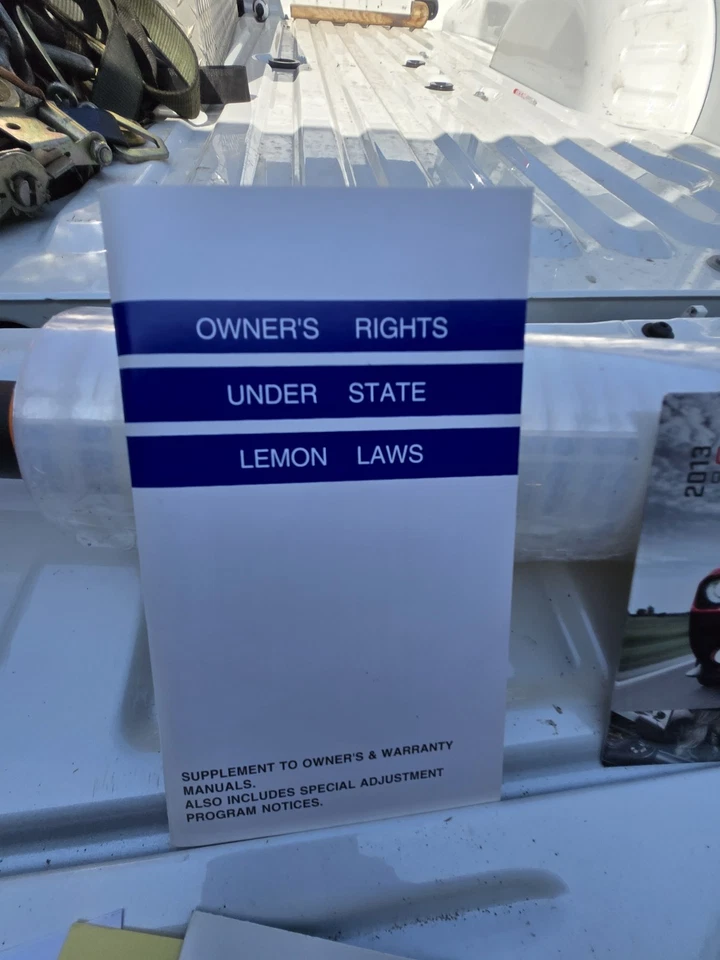 OWNER'S RIGHTS
UNDER STATE
LEMON LAWS
2013
SUPPLEMENT TO OWNER'S & WARRANTY
MANUALS.
ALSO INCLUDES SPECIAL ADJUSTMENT
PROGRAM NOTICES.